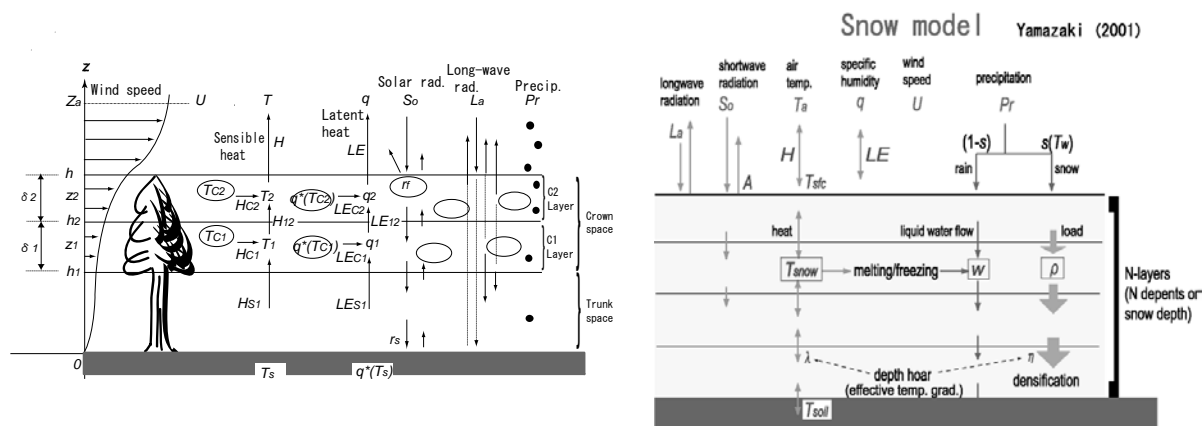 Snow model Yamazaki (2001)
z
Wind speed
Za
U
T
q
Solar rad.
So
Long-wave
rad.
La
Precip.
Pr
Sensible
heat
H
Latent
heat
LE
h
δ2
z2
h2
δ1
z1
h1
0
TC2
T2
HC2
q*(TC2)
q2
LEC2
rf
C2
Layer
H12
LE12
TC1
T1
HC1
q*(TC1)
q1
LEC1
C1
Layer
Crown
space
HS1
LES1
rs
Trunk
space
Ts
q*(Ts)
longwave
radiation
La
shortwave
radiation
So
air
temp.
Ta
specific
humidity
q
wind
speed
U
precipitation
Pr
A
H
Tsfc
LE
(1-s)
rain
s(Tw)
snow
heat
liquid water flow
load
Tsnow
melting/freezing
w
ρ
N-layers
(N depents or
snow depth)
λ
η
depth hoar
(effective temp. grad.)
densification
Tsoil